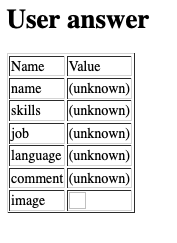 User answer
Name Value
name (unknown)
skills (unknown)
job (unknown)
language (unknown)
comment (unknown)
image